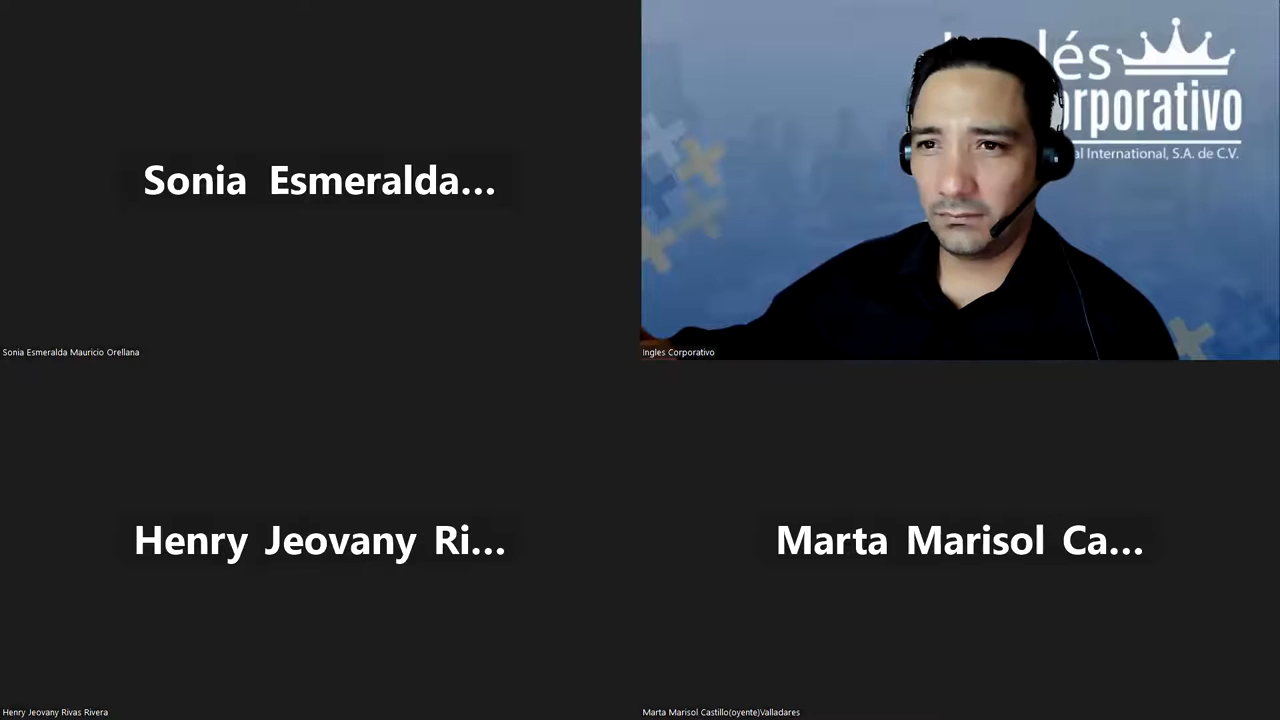 Sonia Esmeralda...
Sonia Esmeralda Mauricio Orellana
lés
orporativo
al International, S.A. de C.V.
Ingles Corporativo
Henry Jeovany Ri...
Henry Jeovany Rivas Rivera
Marta Marisol Ca...
Marta Marisol Castillo(oyente)Valladares